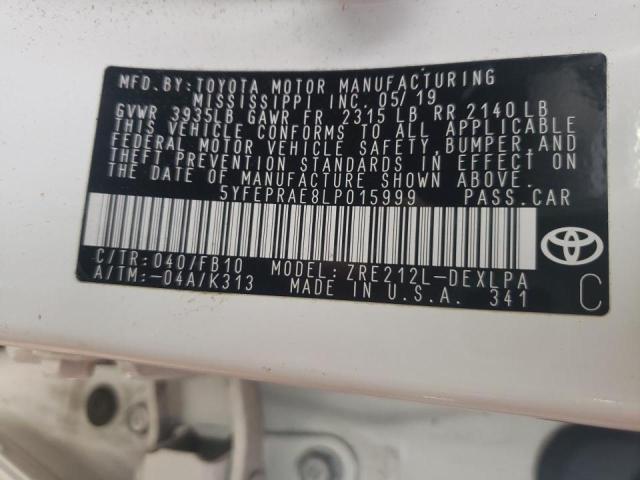 MFD. BY: TOYOTA MOTOR MANUFACTURING
MISSISSIPPI INC. 05/19
GVWR 3935LB GAWR FR 2315 LB RR 2140 LB
THIS VEHICLE CONFORMS TO ALL APPLICABLE
FEDERAL MOTOR VEHICLE SAFETY, BUMPER, AND
THEFT PREVENTION STANDARDS IN EFFECT ON
THE DATE OF MANUFACTURE SHOWN ABOVE.
5YFEPRAE8LP015999 PASS.CAR
C/TR: 040/FB10 MODEL: ZRE212L-DEXLPA
A/TM: -04A/K313 MADE IN U.S.A. 341
C